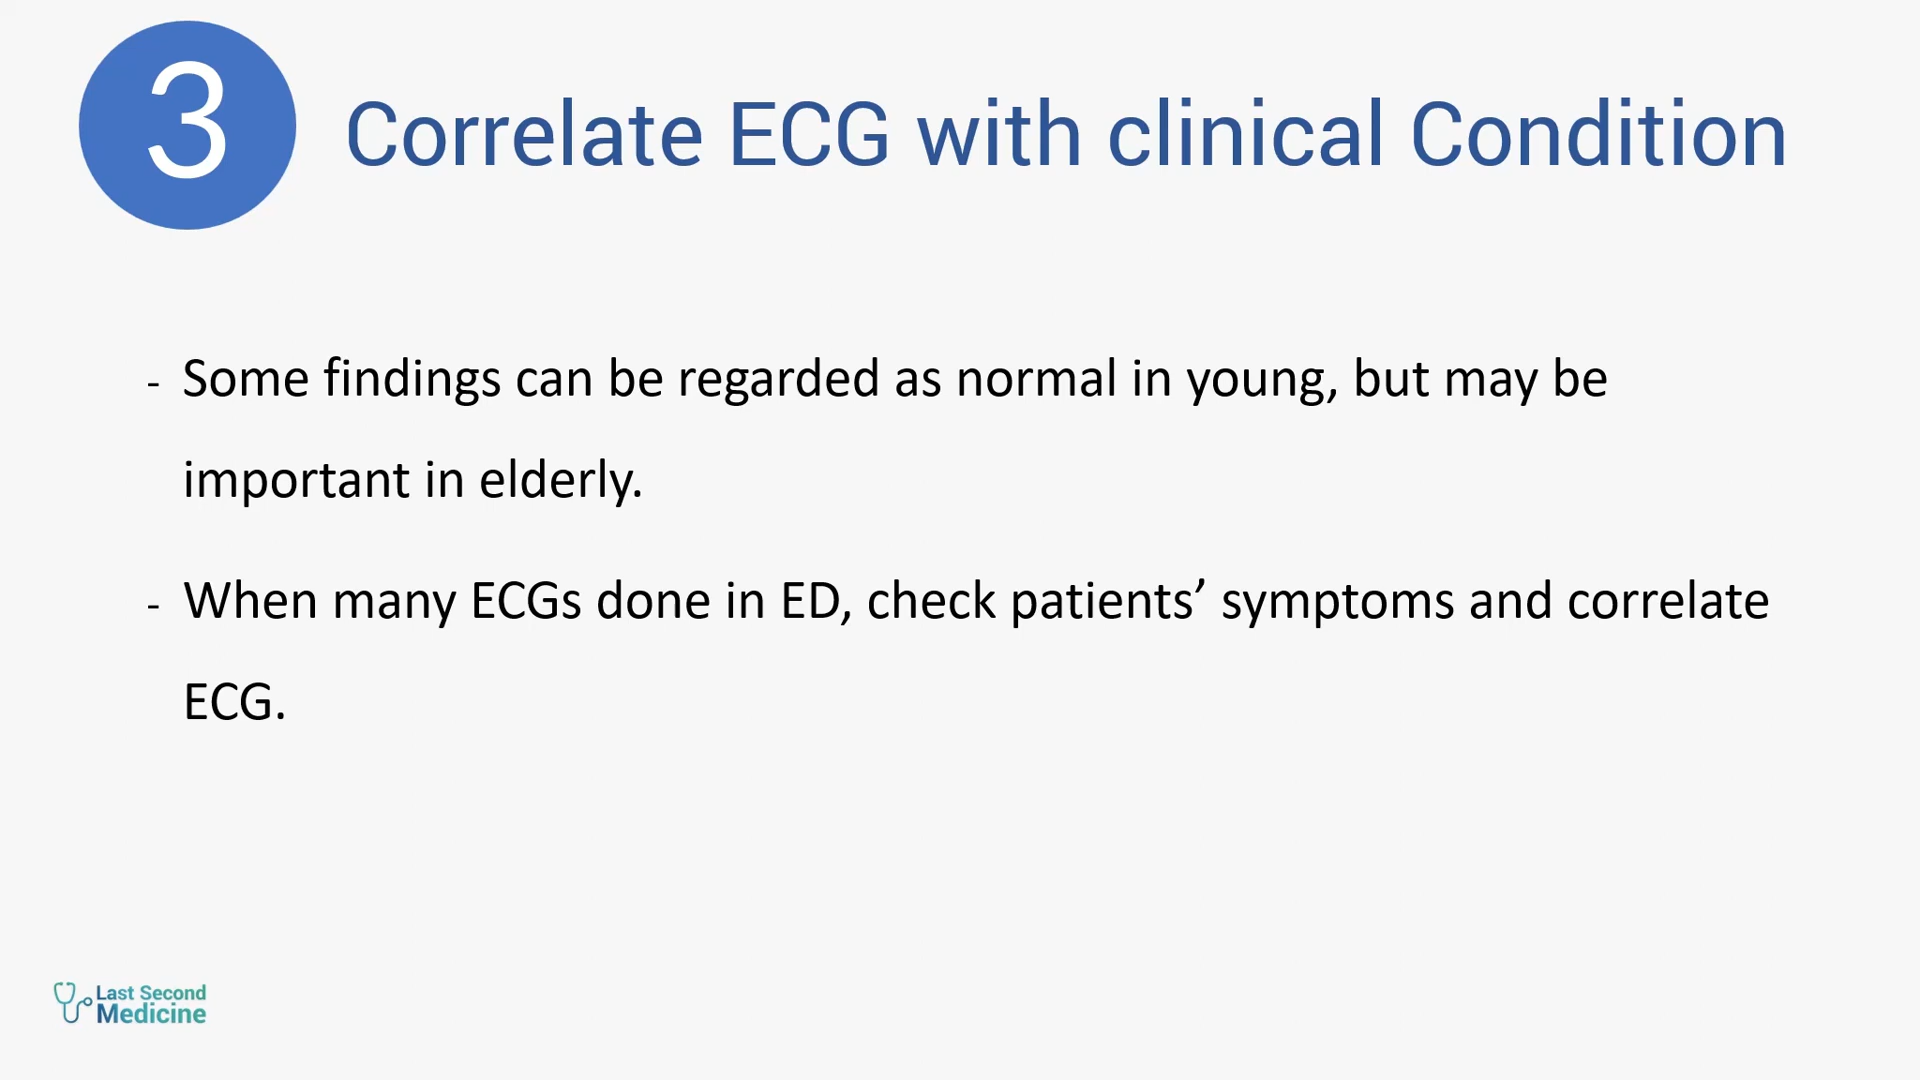 3
Correlate ECG with clinical Condition
- Some findings can be regarded as normal in young, but may be
important in elderly.
- When many ECGs done in ED, check patients’ symptoms and correlate
ECG.
Last Second
Medicine